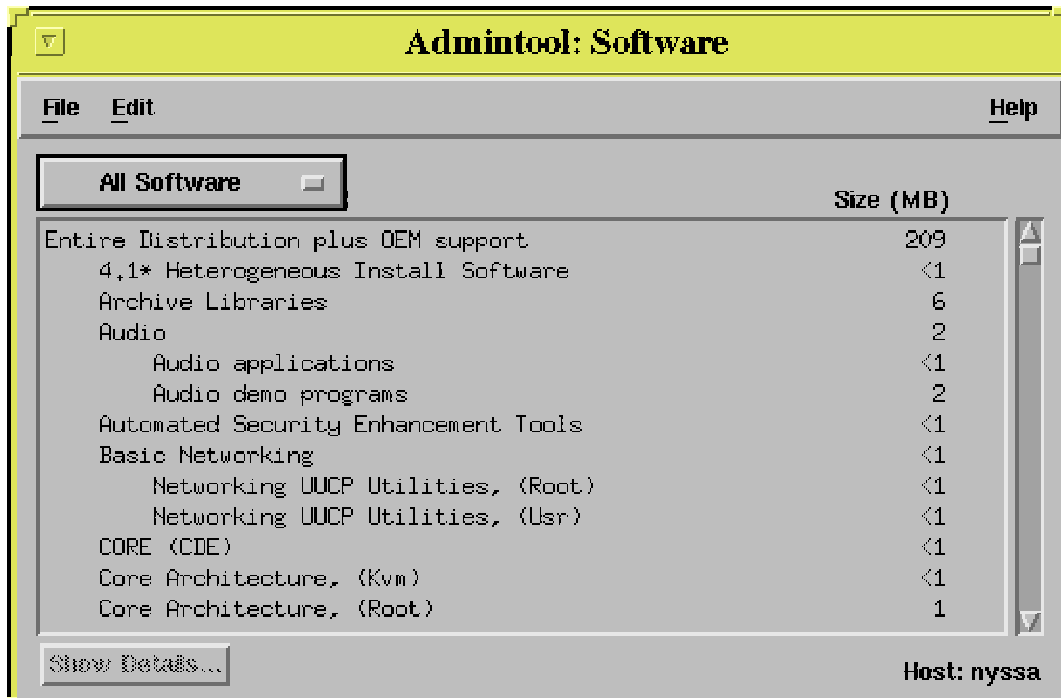 Admintool: Software
File Edit Help
All Software
Size (MB)
Entire Distribution plus OEM support 209
4.1* Heterogeneous Install Software <1
Archive Libraries 6
Audio 2
Audio applications <1
Audio demo programs 2
Automated Security Enhancement Tools <1
Basic Networking <1
Networking UUCP Utilities, (Root) <1
Networking UUCP Utilities, (Usr) <1
CORE (CDE) <1
Core Architecture, (Kvm) <1
Core Architecture, (Root) 1
Show Details...
Host: nyssa